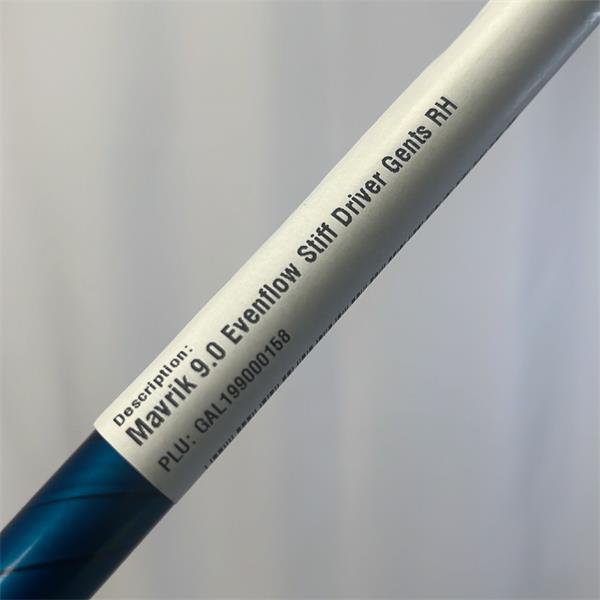 Description:
Mavrik 9.0 Evenflow Stiff Driver Gents RH
PLU: GAL199000158